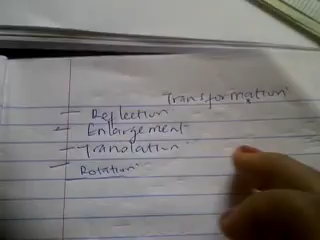 Transformation
- Reflection
- Enlargement
- Translation
- Rotation